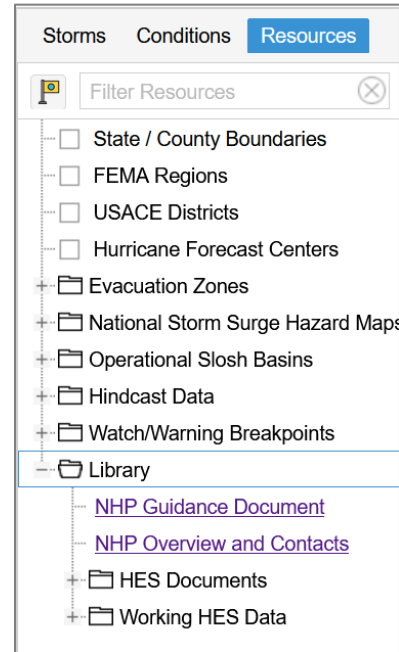 Storms Conditions Resources
Filter Resources
State / County Boundaries
FEMA Regions
USACE Districts
Hurricane Forecast Centers
Evacuation Zones
National Storm Surge Hazard Maps
Operational Slosh Basins
Hindcast Data
Watch/Warning Breakpoints
Library
NHP Guidance Document
NHP Overview and Contacts
HES Documents
Working HES Data